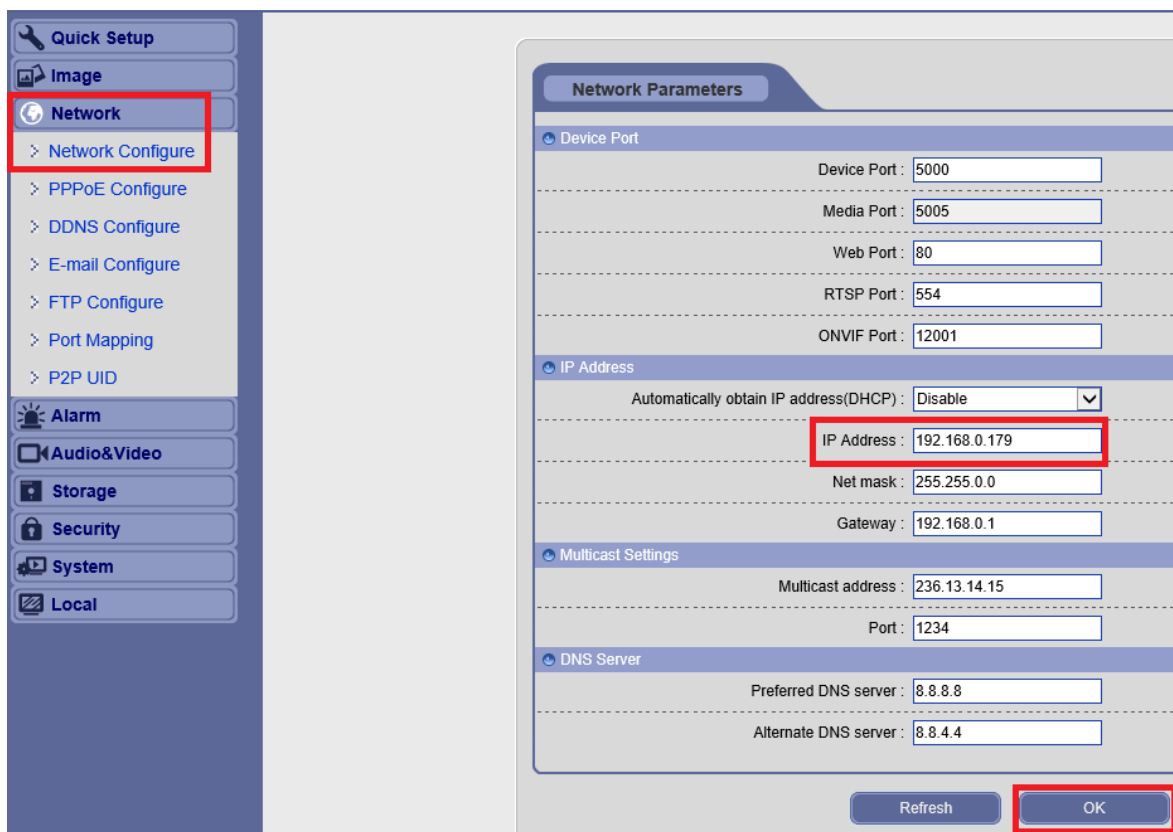 Quick Setup
Image
Network
Network Configure
PPPoE Configure
DDNS Configure
E-mail Configure
FTP Configure
Port Mapping
P2P UID
Alarm
Audio&Video
Storage
Security
System
Local
Network Parameters
Device Port
Device Port : 5000
Media Port : 5005
Web Port : 80
RTSP Port : 554
ONVIF Port : 12001
IP Address
Automatically obtain IP address(DHCP) : Disable
IP Address : 192.168.0.179
Net mask : 255.255.0.0
Gateway : 192.168.0.1
Multicast Settings
Multicast address : 236.13.14.15
Port : 1234
DNS Server
Preferred DNS server : 8.8.8.8
Alternate DNS server : 8.8.4.4
Refresh OK